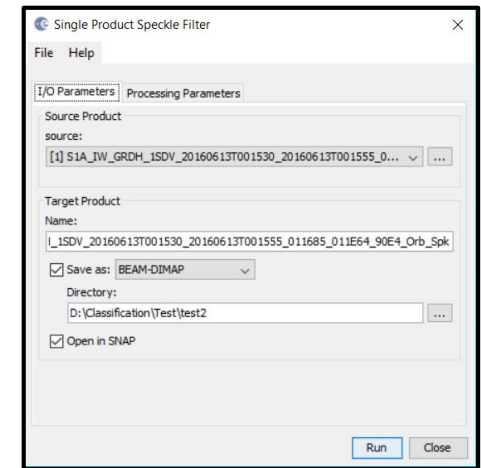 Single Product Speckle Filter
File Help
I/O Parameters Processing Parameters
Source Product
source:
[1] S1A_IW_GRDH_1SDV_20160613T001530_20160613T001555_0... ...
Target Product
Name:
I_1SDV_20160613T001530_20160613T001555_011685_011E64_90E4_Orb_Spk
Save as: BEAM-DIMAP
Directory:
D:\Classification\Test\test2 ...
Open in SNAP
Run Close